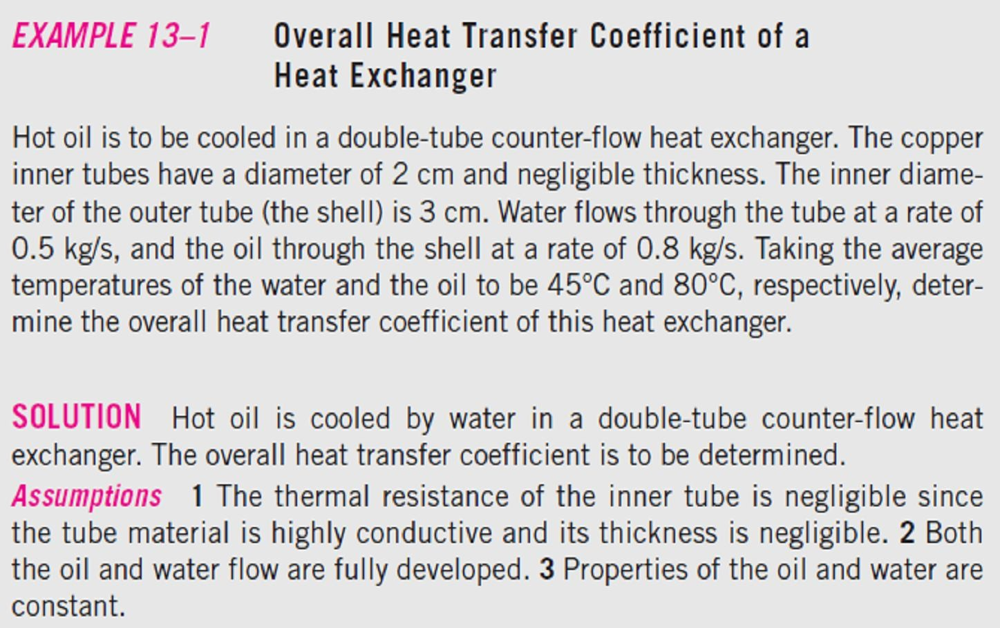 EXAMPLE 13–1 Overall Heat Transfer Coefficient of a
Heat Exchanger
Hot oil is to be cooled in a double-tube counter-flow heat exchanger. The copper
inner tubes have a diameter of 2 cm and negligible thickness. The inner diame-
ter of the outer tube (the shell) is 3 cm. Water flows through the tube at a rate of
0.5 kg/s, and the oil through the shell at a rate of 0.8 kg/s. Taking the average
temperatures of the water and the oil to be 45°C and 80°C, respectively, deter-
mine the overall heat transfer coefficient of this heat exchanger.
SOLUTION Hot oil is cooled by water in a double-tube counter-flow heat
exchanger. The overall heat transfer coefficient is to be determined.
Assumptions 1 The thermal resistance of the inner tube is negligible since
the tube material is highly conductive and its thickness is negligible. 2 Both
the oil and water flow are fully developed. 3 Properties of the oil and water are
constant.